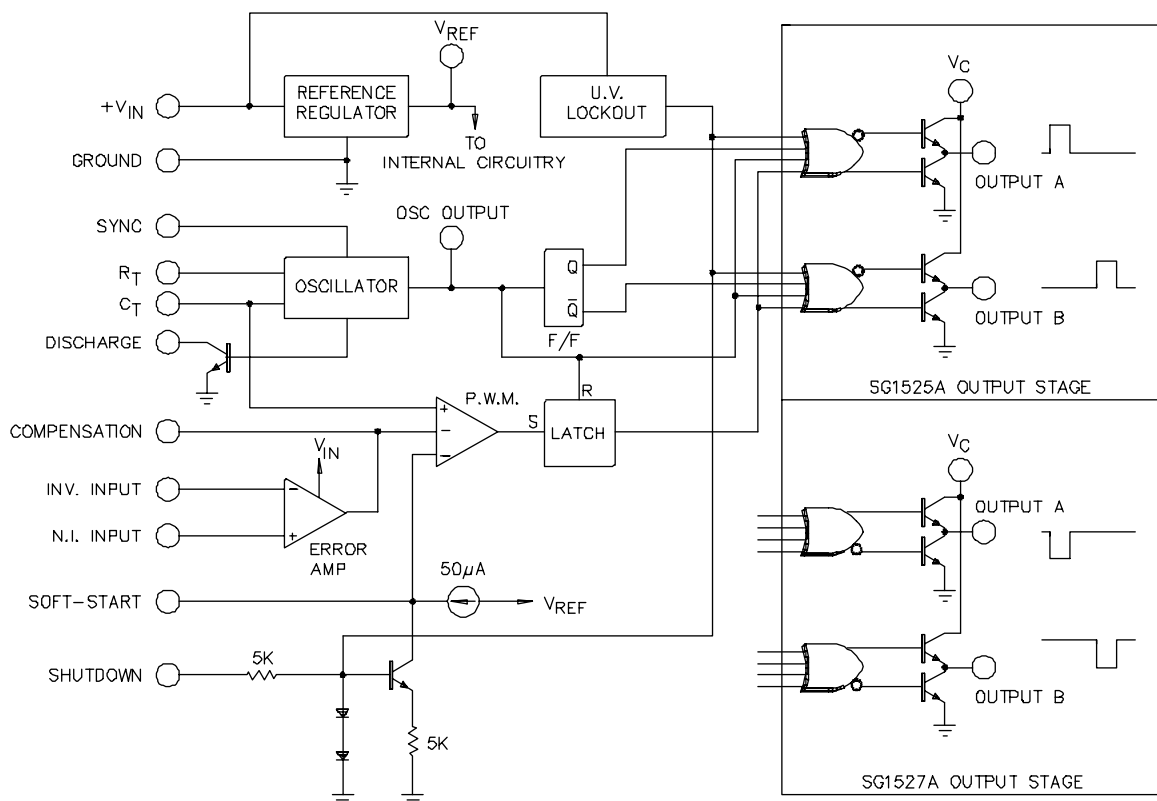 VREF
VC
REFERENCE
REGULATOR
U.V.
LOCKOUT
+VIN
TO
INTERNAL CIRCUITRY
GROUND
OUTPUT A
OSC OUTPUT
SYNC
RT
OSCILLATOR
Q
CT
Q̅
OUTPUT B
DISCHARGE
F/F
SG1525A OUTPUT STAGE
P.W.M.
R
+
COMPENSATION
−
S̅
LATCH
−
VIN
VC
INV. INPUT
−
OUTPUT A
N.I. INPUT
+
ERROR
AMP
50µA
SOFT-START
VREF
SHUTDOWN
5K
OUTPUT B
5K
SG1527A OUTPUT STAGE